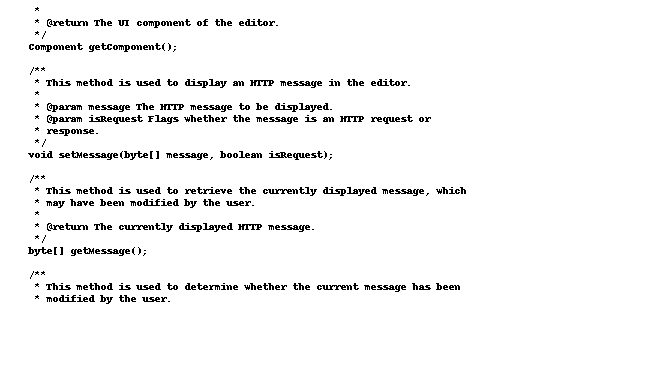 *
* @return The UI component of the editor.
*/
Component getComponent();
/**
* This method is used to display an HTTP message in the editor.
*
* @param message The HTTP message to be displayed.
* @param isRequest Flags whether the message is an HTTP request or
* response.
*/
void setMessage(byte[] message, boolean isRequest);
/**
* This method is used to retrieve the currently displayed message, which
* may have been modified by the user.
*
* @return The currently displayed HTTP message.
*/
byte[] getMessage();
/**
* This method is used to determine whether the current message has been
* modified by the user.